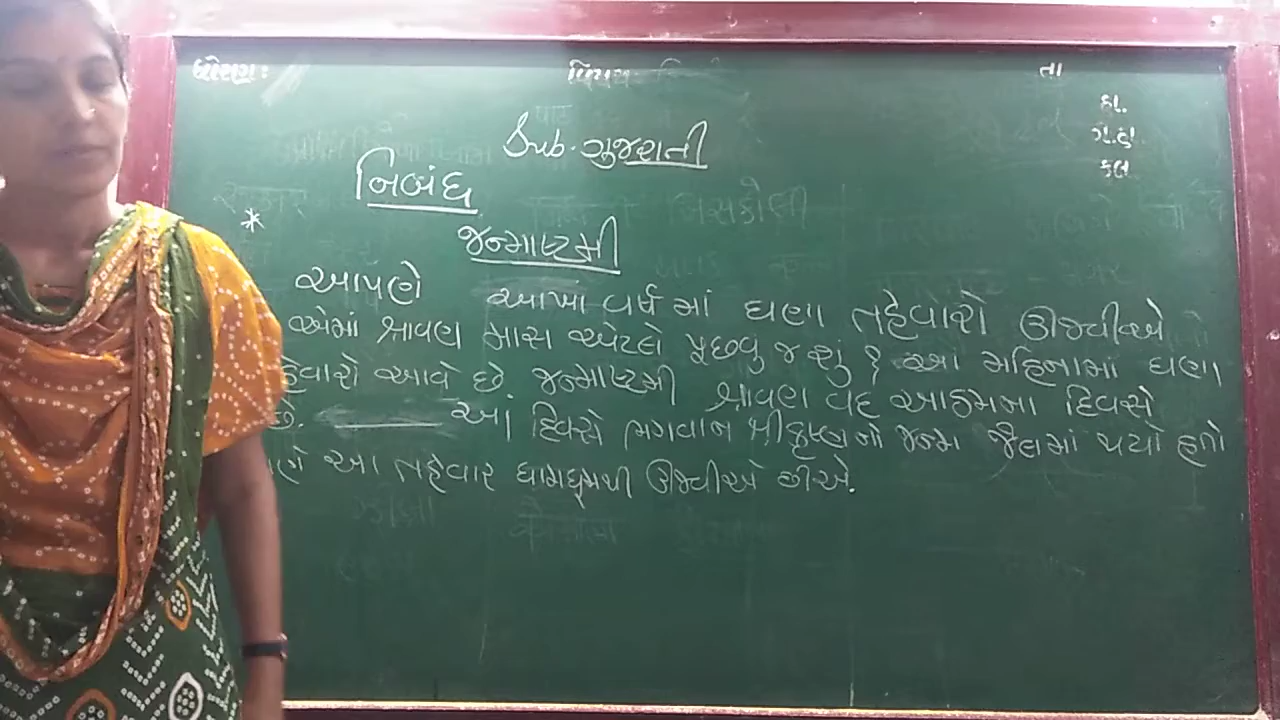 ધોરણ: વિષય: તા
હા.
ગે.હા
કુલ
Sub. ગુજરાતી
નિબંધ
*
જન્માષ્ટમી
આપણે આખા વર્ષ માં ઘણા તહેવારો ઊજવીએ
એમાં શ્રાવણ માસ એટલે પૂછવુ જ શું ? આ મહિનામાં ઘણા
હેવારો આવે છે જન્માષ્ટમી શ્રાવણ વદ આઠમના દિવસે
છે. આ દિવસે ભગવાન શ્રીકૃષ્ણનો જન્મ જેલમાં થયો હતો
ણે આ તહેવાર ધામધૂમથી ઊજવીએ છીએ.